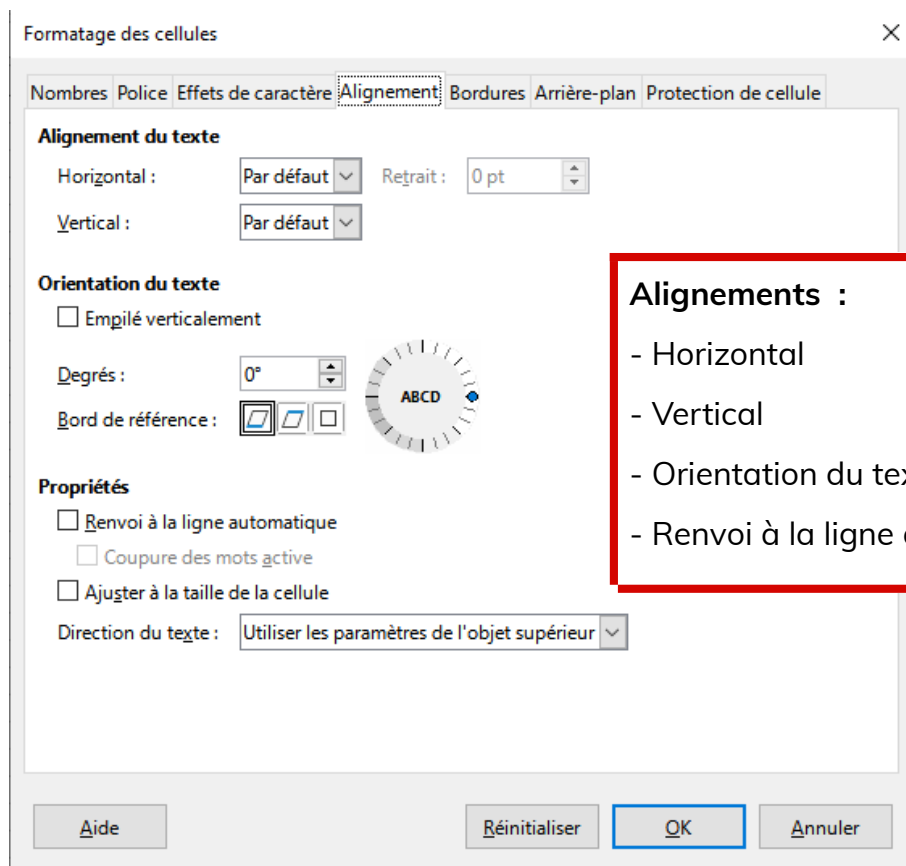 Formatage des cellules
Nombres Police Effets de caractère Alignement Bordures Arrière-plan Protection de cellule
Alignement du texte
Horizontal : Par défaut Retrait : 0 pt
Vertical : Par défaut
Orientation du texte
Empilé verticalement
Degrés : 0°
ABCD
Bord de référence :
Propriétés
Renvoi à la ligne automatique
Coupure des mots active
Ajuster à la taille de la cellule
Direction du texte : Utiliser les paramètres de l'objet supérieur
Aide Réinitialiser OK Annuler
Alignements :
- Horizontal
- Vertical
- Orientation du
- Renvoi à la ligne